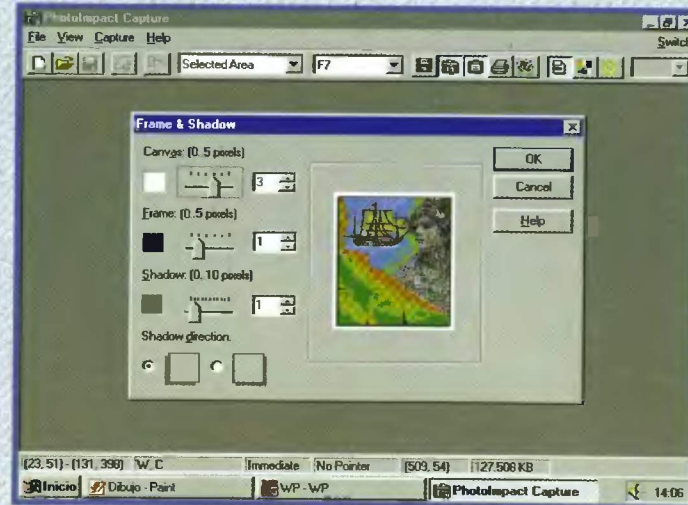 PhotoImpact Capture
File View Capture Help
Switch
Selected Area F7
Frame & Shadow
Canvas: (0..5 pixels)
3
OK
Cancel
Help
Frame: (0..5 pixels)
1
Shadow: (0..10 pixels)
1
Shadow direction:
(23, 51) - (131, 398) W, C Immediate No Pointer (509, 54) 127.508 KB
Inicio Dibujo - Paint WP - WP PhotoImpact Capture 14:06